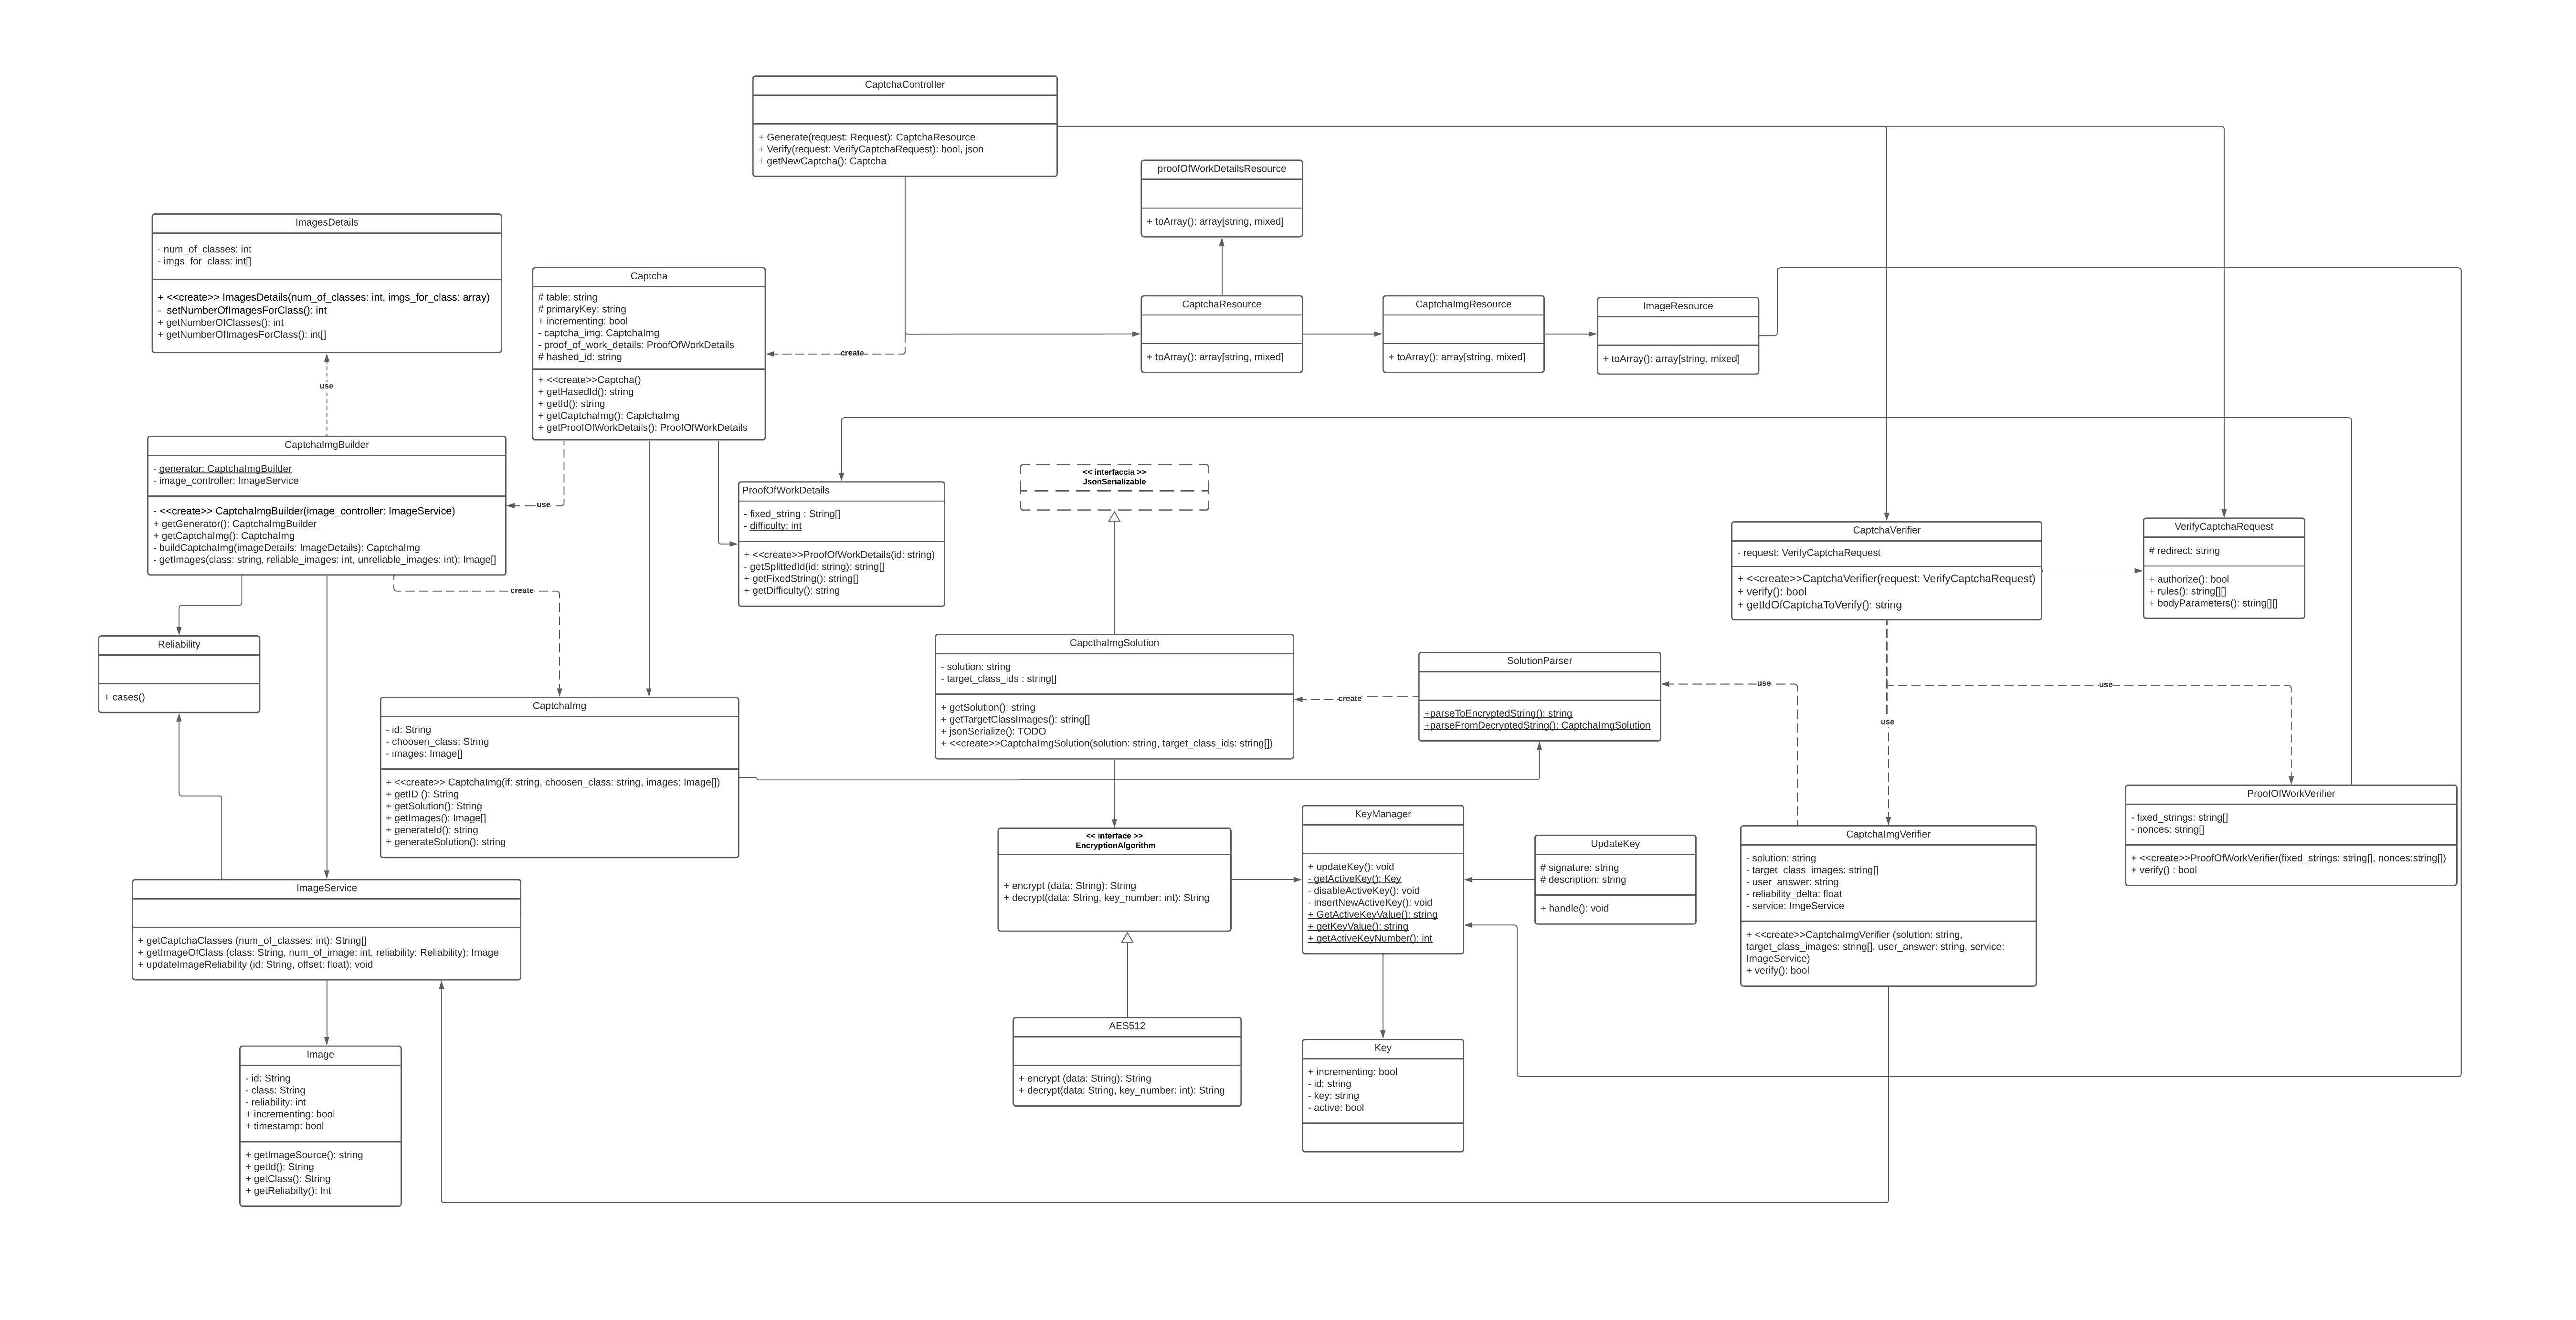 CaptchaController
+ Generate(request: Request): CaptchaResource
+ Verify(request: VerifyCaptchaRequest): bool, json
+ getNewCaptcha(): Captcha
proofOfWorkDetailsResource
+ toArray(): array[string, mixed]
ImagesDetails
- num_of_classes: int
- imgs_for_class: int[]
+ <<create>> ImagesDetails(num_of_classes: int, imgs_for_class: array)
- setNumberOfImagesForClass(): int
+ getNumberOfClasses(): int
+ getNumberOfImagesForClass(): int[]
Captcha
# table: string
# primaryKey: string
+ incrementing: bool
- captcha_img: CaptchaImg
- proof_of_work_details: ProofOfWorkDetails
# hashed_id: string
+ <<create>>Captcha()
+ getHasedId(): string
+ getId(): string
+ getCaptchaImg(): CaptchaImg
+ getProofOfWorkDetails(): ProofOfWorkDetails
create
CaptchaResource
+ toArray(): array[string, mixed]
CaptchaImgResource
+ toArray(): array[string, mixed]
ImageResource
+ toArray(): array[string, mixed]
use
CaptchaImgBuilder
- generator: CaptchaImgBuilder
- image_controller: ImageService
- <<create>> CaptchaImgBuilder(image_controller: ImageService)
+ getGenerator(): CaptchaImgBuilder
+ getCaptchaImg(): CaptchaImg
- buildCaptchaImg(imageDetails: ImageDetails): CaptchaImg
- getImages(class: string, reliable_images: int, unreliable_images: int): Image[]
use
ProofOfWorkDetails
- fixed_string : String[]
- difficulty: int
+ <<create>>ProofOfWorkDetails(id: string)
- getSplittedId(id: string): string[]
+ getFixedString(): string[]
+ getDifficulty(): string
<< interfaccia >>
JsonSerializable
CaptchaVerifier
- request: VerifyCaptchaRequest
+ <<create>>CaptchaVerifier(request: VerifyCaptchaRequest)
+ verify(): bool
+ getIdOfCaptchaToVerify(): string
VerifyCaptchaRequest
# redirect: string
+ authorize(): bool
+ rules(): string[][]
+ bodyParameters(): string[][]
create
Reliability
+ cases()
CapcthaImgSolution
- solution: string
- target_class_ids : string[]
+ getSolution(): string
+ getTargetClassImages(): string[]
+ jsonSerialize(): TODO
+ <<create>>CaptchaImgSolution(solution: string, target_class_ids: string[])
create
SolutionParser
+parseToEncryptedString(): string
+parseFromDecryptedString(): CaptchaImgSolution
use
use
use
CaptchaImg
- id: String
- choosen_class: String
- images: Image[]
+ <<create>> CaptchaImg(if: string, choosen_class: string, images: Image[])
+ getID (): String
+ getSolution(): String
+ getImages(): Image[]
+ generateId(): string
+ generateSolution(): string
<< interface >>
EncryptionAlgorithm
+ encrypt (data: String): String
+ decrypt(data: String, key_number: int): String
KeyManager
+ updateKey(): void
- getActiveKey(): Key
- disableActiveKey(): void
- insertNewActiveKey(): void
+ GetActiveKeyValue(): string
+ getKeyValue(): string
+ getActiveKeyNumber(): int
UpdateKey
# signature: string
# description: string
+ handle(): void
CaptchaImgVerifier
- solution: string
- target_class_images: string[]
- user_answer: string
- reliability_delta: float
- service: ImgeService
+ <<create>>CaptchaImgVerifier (solution: string,
target_class_images: string[], user_answer: string, service:
ImageService)
+ verify(): bool
ProofOfWorkVerifier
- fixed_strings: string[]
- nonces: string[]
+ <<create>>ProofOfWorkVerifier(fixed_strings: string[], nonces:string[])
+ verify() : bool
ImageService
+ getCaptchaClasses (num_of_classes: int): String[]
+ getImageOfClass (class: String, num_of_image: int, reliability: Reliability): Image
+ updateImageReliability (id: String, offset: float): void
AES512
+ encrypt (data: String): String
+ decrypt(data: String, key_number: int): String
Key
+ incrementing: bool
- id: string
- key: string
- active: bool
Image
- id: String
- class: String
- reliability: int
+ incrementing: bool
+ timestamp: bool
+ getImageSource(): string
+ getId(): String
+ getClass(): String
+ getReliabilty(): Int